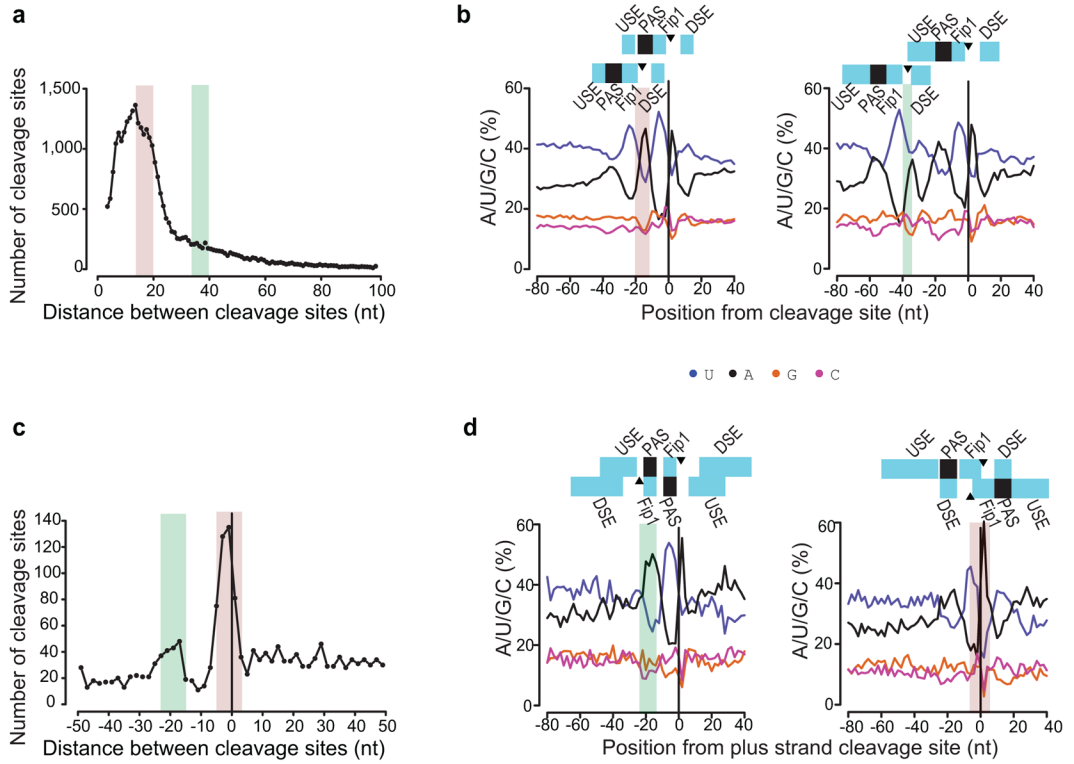 a
Number of cleavage sites
1,500
1,000
500
0
0 20 40 60 80 100
Distance between cleavage sites (nt)
b
USE PAS Fip1 DSE
USE PAS Fip1 DSE
A/U/G/C (%)
60
40
20
0
-80 -60 -40 -20 0 20 40
USE PAS Fip1 DSE
USE PAS Fip1 DSE
A/U/G/C (%)
60
40
20
0
-80 -60 -40 -20 0 20 40
Position from cleavage site (nt)
U A G C
c
Number of cleavage sites
140
120
100
80
60
40
20
0
-50 -40 -30 -20 -10 0 10 20 30 40 50
Distance between cleavage sites (nt)
d
USE PAS Fip1 DSE
DSE Fip1 PAS USE
A/U/G/C (%)
60
40
20
0
-80 -60 -40 -20 0 20 40
USE PAS Fip1 DSE
DSE Fip1 PAS USE
A/U/G/C (%)
60
40
20
0
-80 -60 -40 -20 0 20 40
Position from plus strand cleavage site (nt)